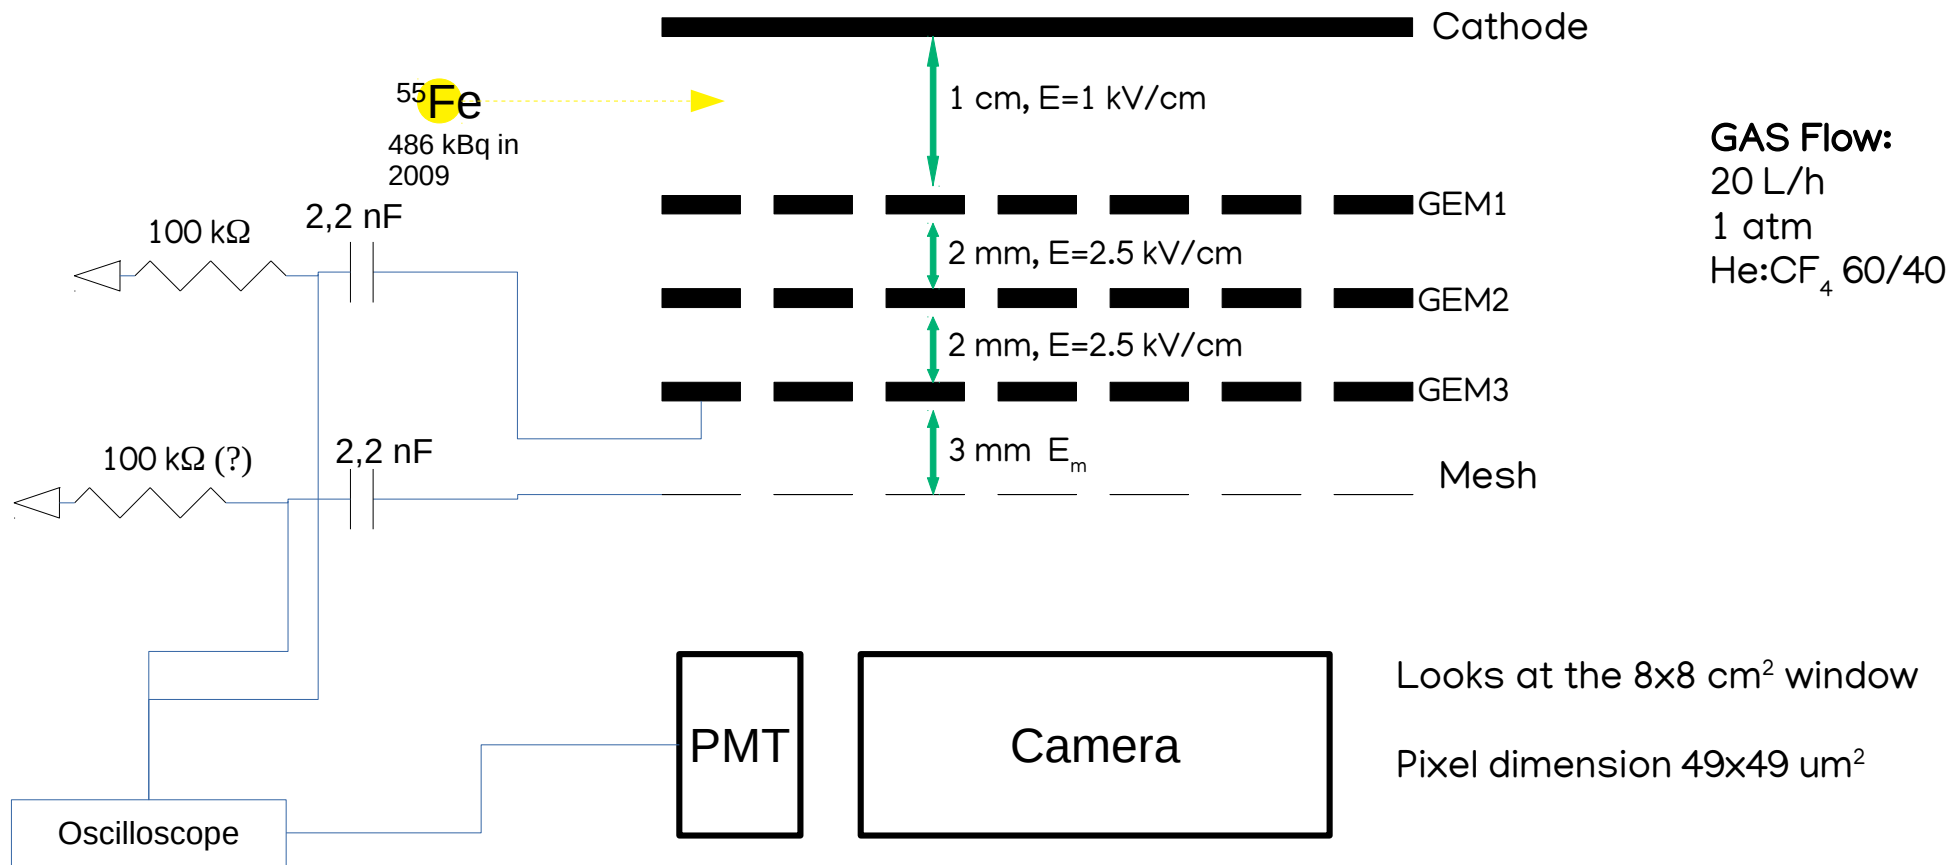 Cathode
⁵⁵Fe
1 cm, E=1 kV/cm
486 kBq in
2009
GAS Flow:
20 L/h
1 atm
He:CF₄ 60/40
GEM1
2,2 nF
100 kΩ
2 mm, E=2.5 kV/cm
GEM2
2 mm, E=2.5 kV/cm
GEM3
2,2 nF
100 kΩ (?)
3 mm E_m
Mesh
PMT
Camera
Looks at the 8x8 cm² window
Pixel dimension 49x49 um²
Oscilloscope